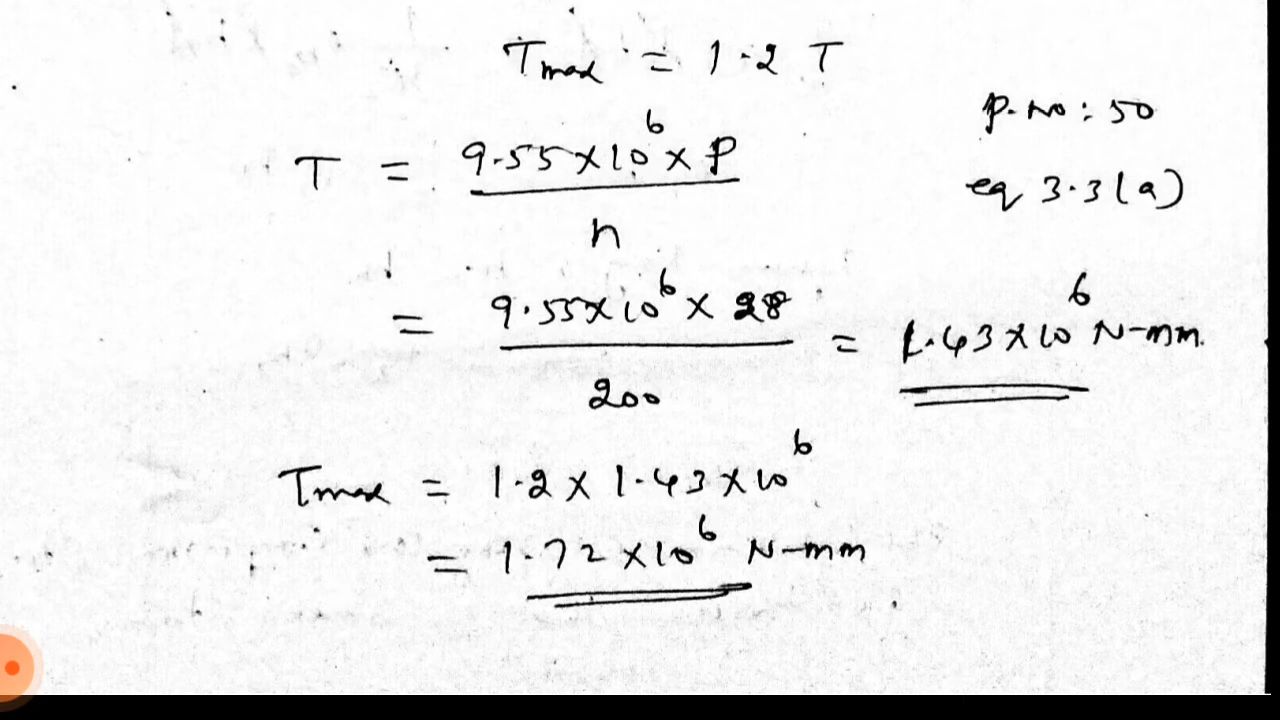 Tmax = 1.2 T
P. no : 50
T = 9.55×10^6 × P / n
eq 3.3(a)
= 9.55×10^6 × 28 / 200 = 1.43×10^6 N-mm.
Tmax = 1.2 × 1.43×10^6
= 1.72×10^6 N-mm